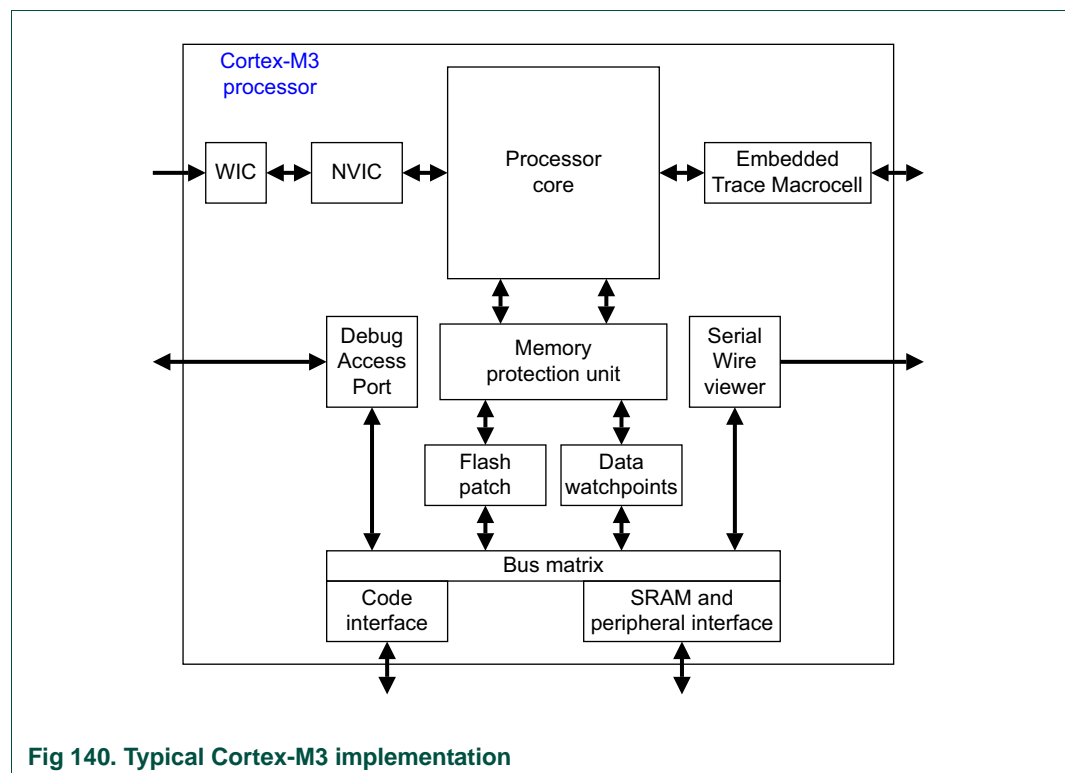 Cortex-M3
processor
WIC
NVIC
Processor
core
Embedded
Trace Macrocell
Debug
Access
Port
Memory
protection unit
Serial
Wire
viewer
Flash
patch
Data
watchpoints
Bus matrix
Code
interface
SRAM and
peripheral interface
Fig 140. Typical Cortex-M3 implementation